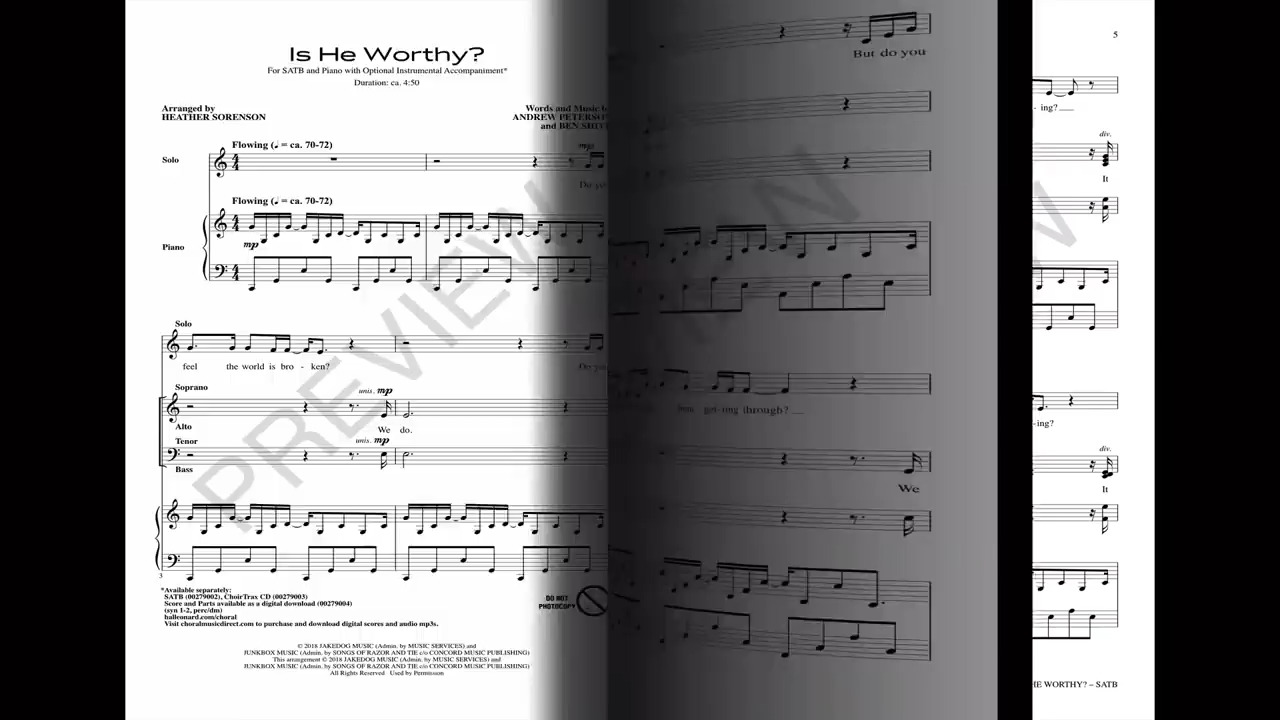 Is He Worthy?
For SATB and Piano with Optional Instrumental Accompaniment*
Duration: ca. 4:50
Arranged by
HEATHER SORENSON
Words and Music
ANDREW
and BEN
Flowing (♩ = ca. 70-72)
Solo
mp
Do
Flowing (♩ = ca. 70-72)
Piano
mp
PREVIEW
Solo
feel the world is bro - ken?
Do
Soprano
unis. mp
Alto
We do.
Tenor
unis. mp
Bass
3
*Available separately:
SATB (00279002), ChoirTrax CD (00279003)
Score and Parts available as a digital download (00279004)
(syn 1-2, perc/dm)
halleonard.com/choral
Visit choralmusicdirect.com to purchase and download digital scores and audio mp3s.
DO NOT
PHOTOCOPY
© 2018 JAKEDOG MUSIC (Admin. by MUSIC SERVICES) and
JUNKBOX MUSIC (Admin. by SONGS OF RAZOR AND TIE c/o CONCORD MUSIC PUBLISHING)
This arrangement © 2018 JAKEDOG MUSIC (Admin. by MUSIC SERVICES) and
JUNKBOX MUSIC (Admin. by SONGS OF RAZOR AND TIE c/o CONCORD MUSIC PUBLISHING)
All Rights Reserved Used by Permission
But do you
get-ting through?
We
5
- ing?
div.
It
- ing?
div.
It
HE WORTHY? – SATB